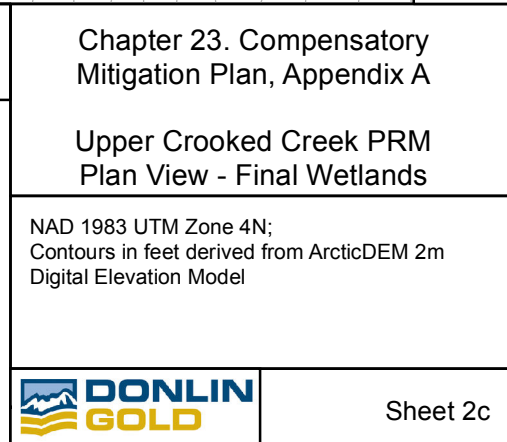 Chapter 23. Compensatory
Mitigation Plan, Appendix A
Upper Crooked Creek PRM
Plan View - Final Wetlands
NAD 1983 UTM Zone 4N;
Contours in feet derived from ArcticDEM 2m
Digital Elevation Model
DONLIN
GOLD
Sheet 2c